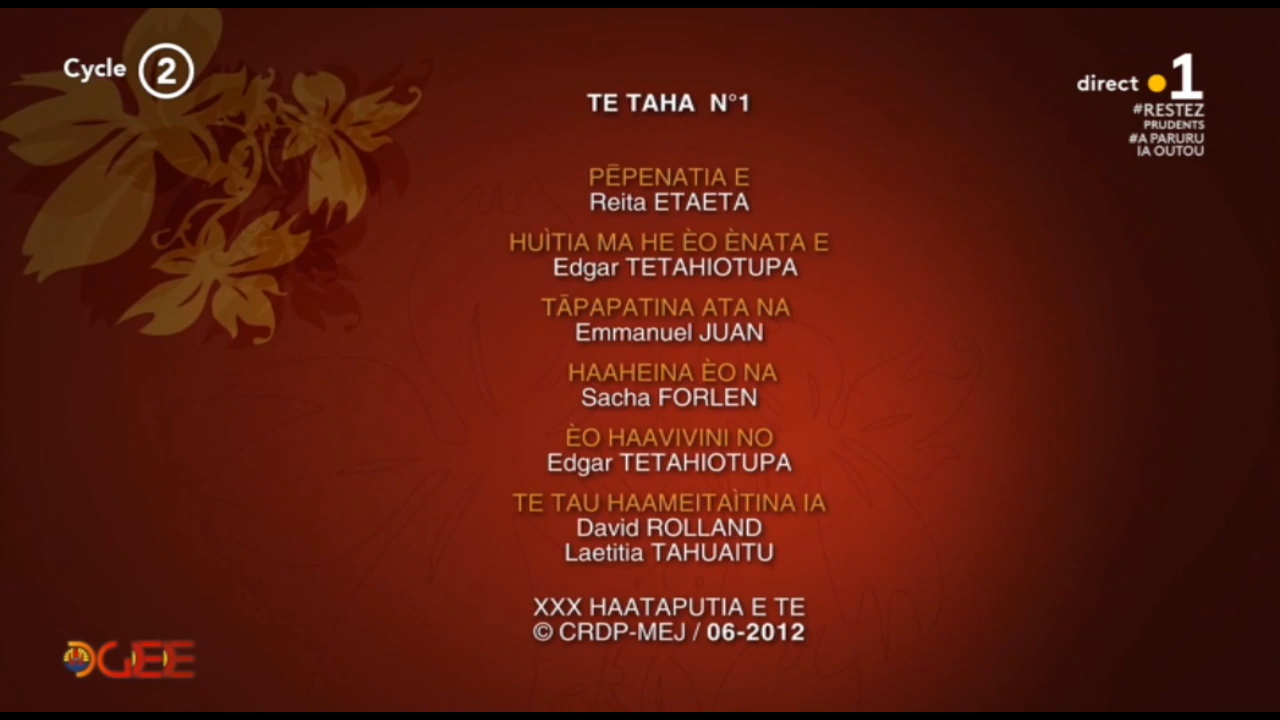 Cycle 2
direct 1
#RESTEZ
PRUDENTS
#A PARURU
IA OUTOU
TE TAHA N°1
PĒPENATIA E
Reita ETAETA
HUÌTIA MA HE ÈO ÈNATA E
Edgar TETAHIOTUPA
TĀPAPATINA ATA NA
Emmanuel JUAN
HAAHEINA ÈO NA
Sacha FORLEN
ÈO HAAVIVINI NO
Edgar TETAHIOTUPA
TE TAU HAAMEITAÌTINA IA
David ROLLAND
Laetitia TAHUAITU
XXX HAATAPUTIA E TE
© CRDP-MEJ / 06-2012
DGEE